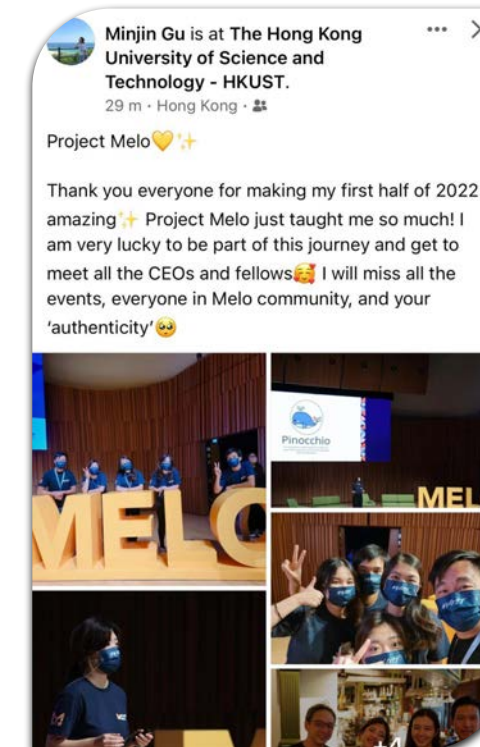 Minjin Gu is at The Hong Kong
University of Science and
Technology - HKUST.
29 m · Hong Kong ·
Project Melo💛✨
Thank you everyone for making my first half of 2022
amazing✨ Project Melo just taught me so much! I
am very lucky to be part of this journey and get to
meet all the CEOs and fellows🥰 I will miss all the
events, everyone in Melo community, and your
‘authenticity’🥺
Pinocchio
MELO
MEL
+4